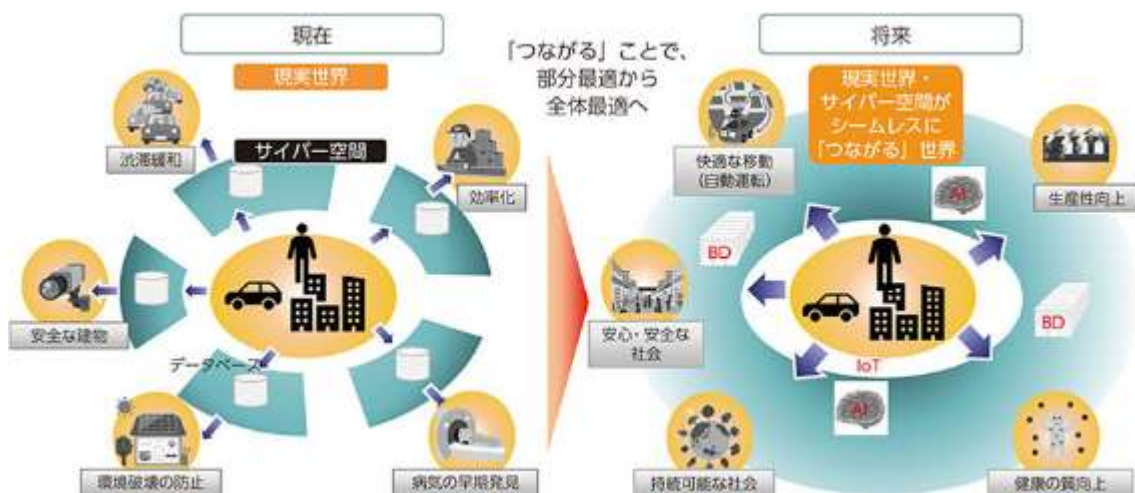 現在
現実世界
サイバー空間
渋滞緩和
効率化
安全な建物
データベース
環境破壊の防止
病気の早期発見
「つながる」ことで、
部分最適から
全体最適へ
将来
現実世界・
サイバー空間が
シームレスに
「つながる」世界
快適な移動
(自動運転)
AI
生産性向上
BD
安心・安全な
社会
BD
IoT
AI
持続可能な社会
健康の質向上